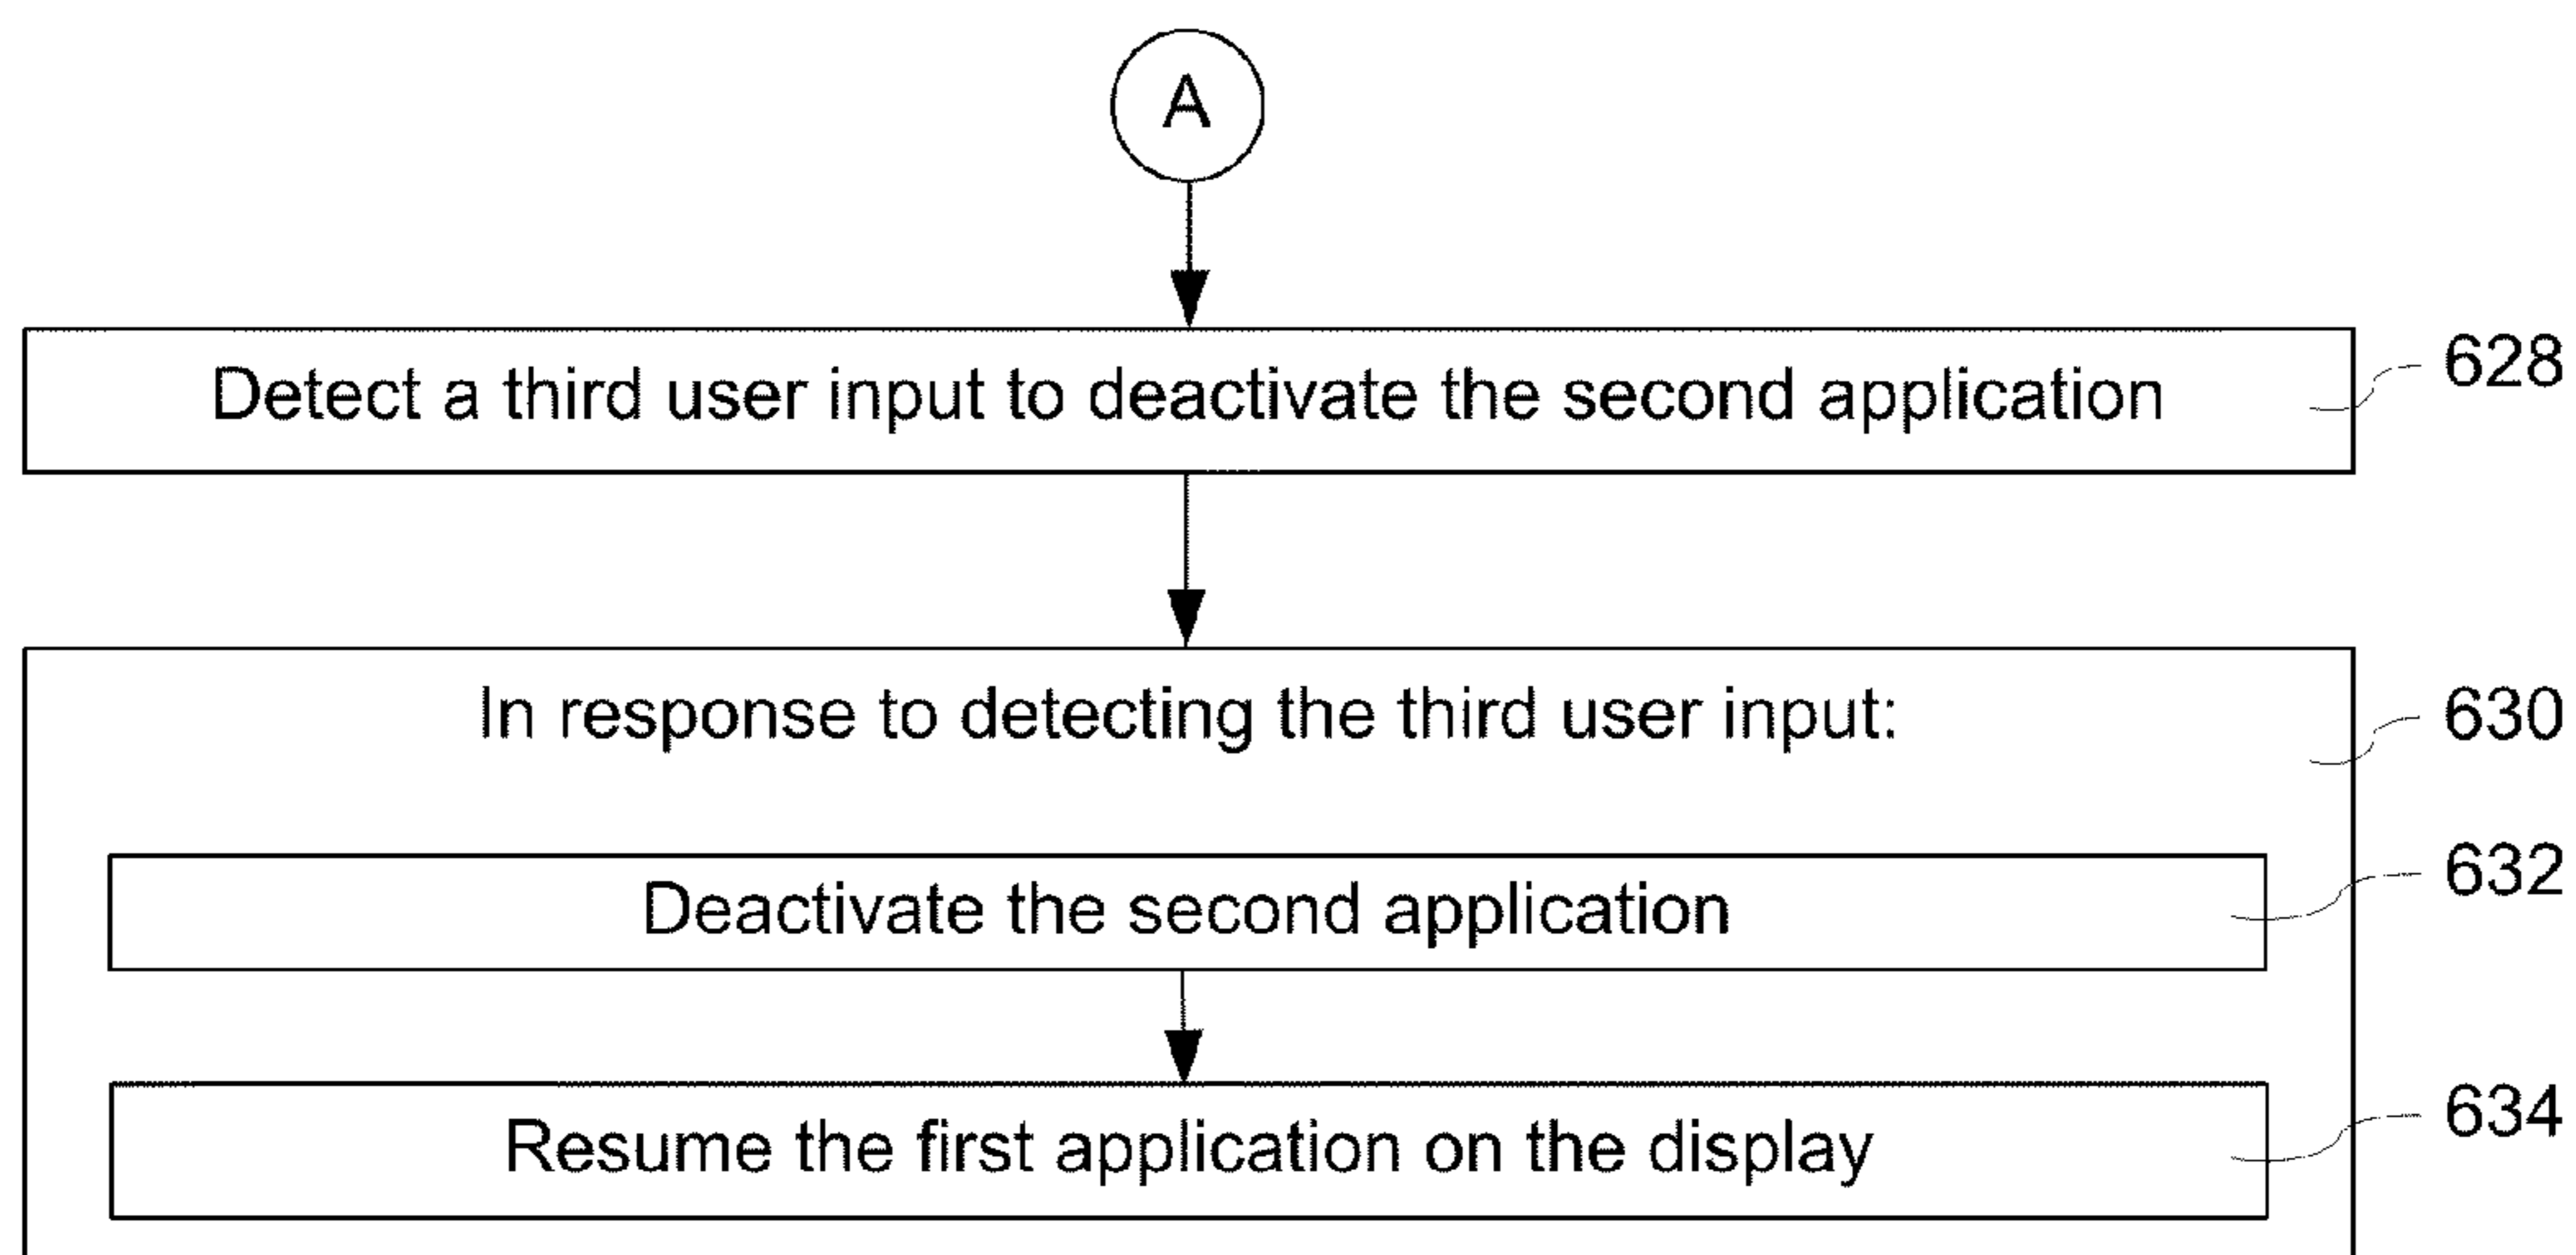 A
Detect a third user input to deactivate the second application
628
In response to detecting the third user input:
630
Deactivate the second application
632
Resume the first application on the display
634